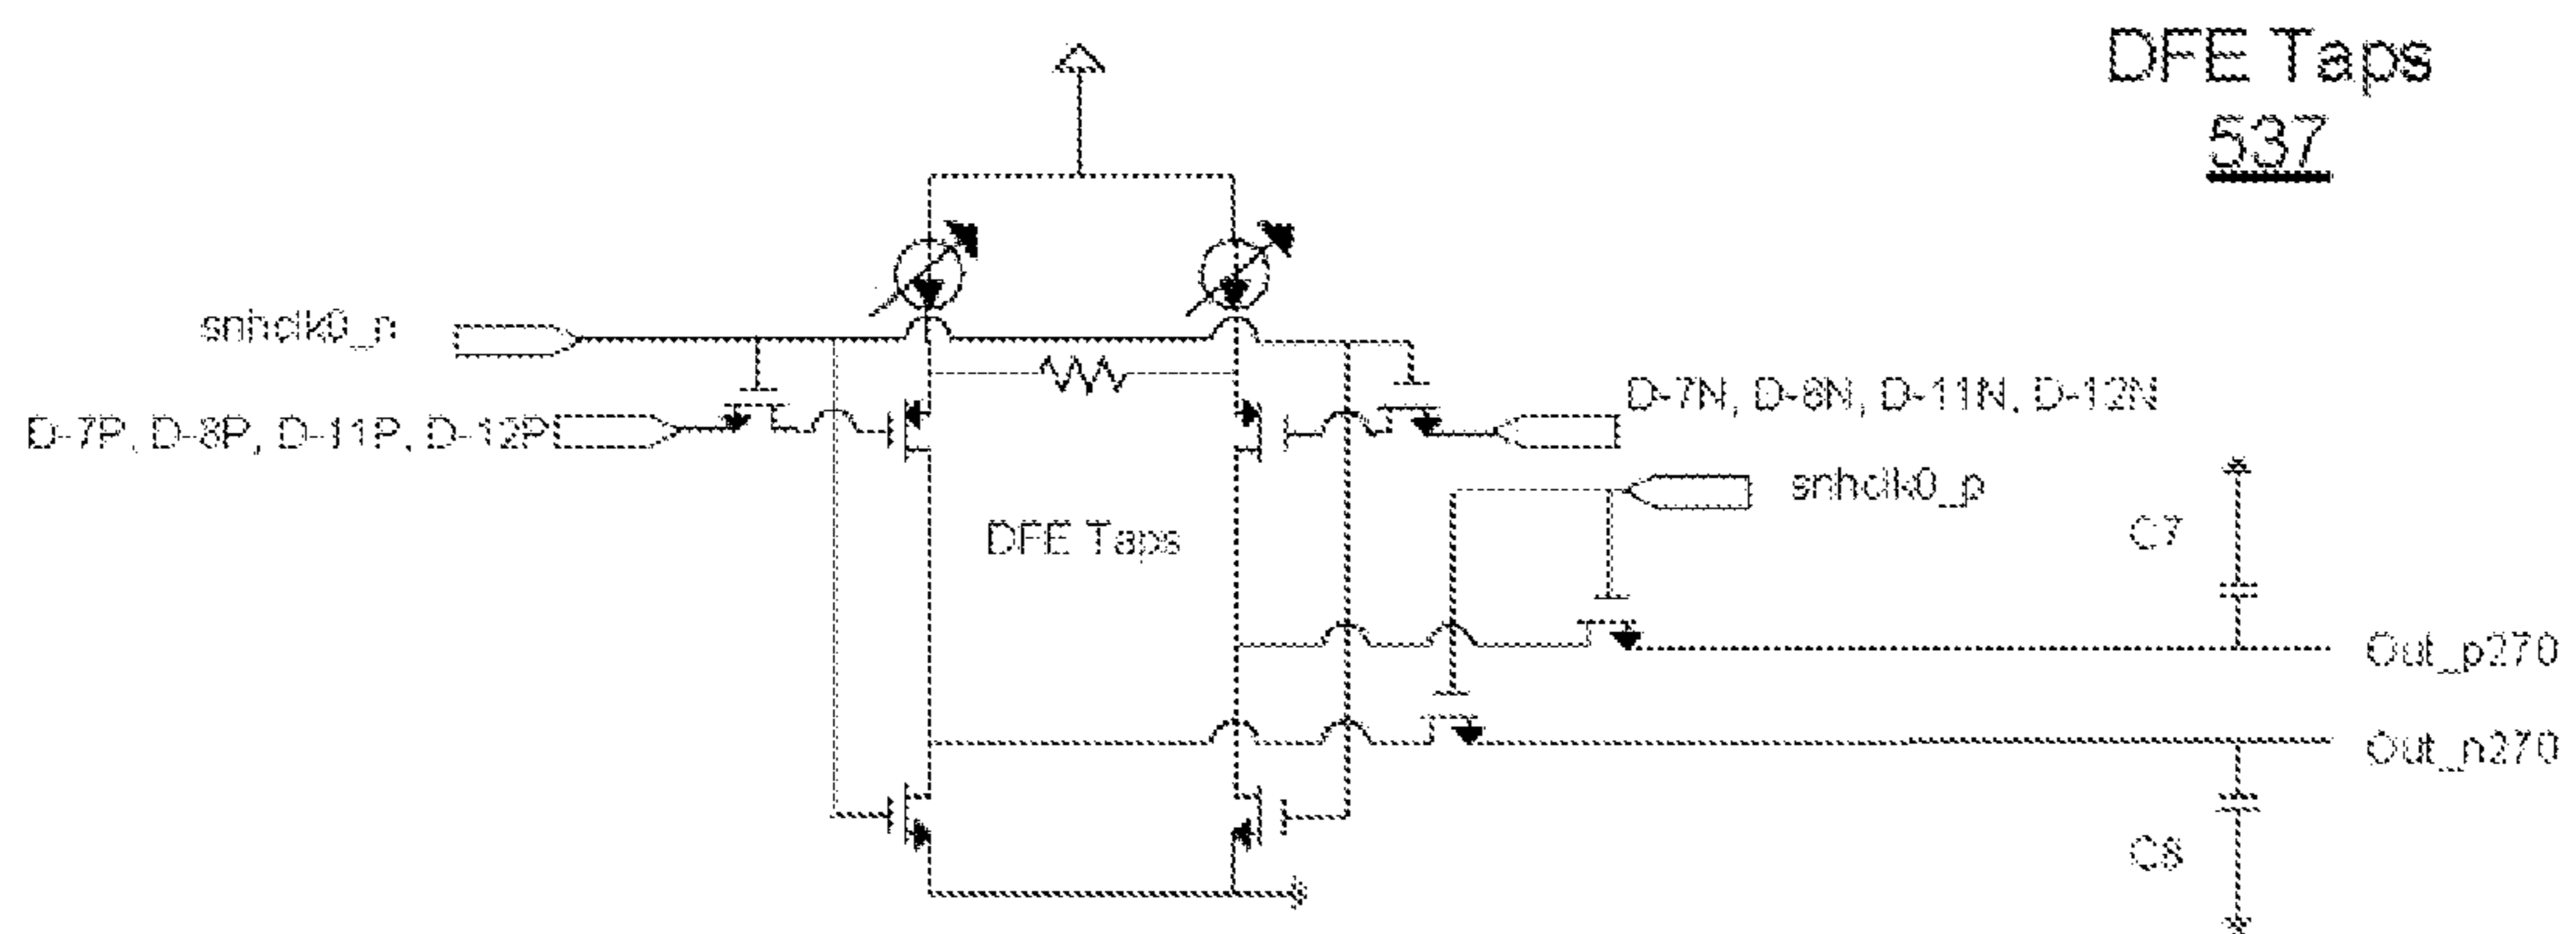 DFE Taps
537
snhclk0_n
D-7P, D-8P, D-11P, D-12P
D-7N, D-8N, D-11N, D-12N
snhclk0_p
DFE Taps
C7
Out_p270
Out_n270
C8